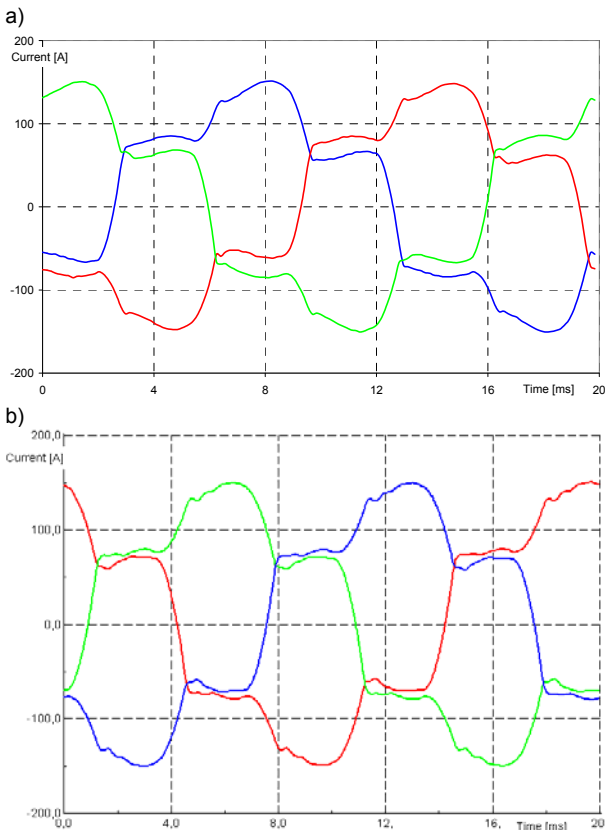 a)
200
Current [A]
100
0
-100
-200
0 4 8 12 16 20
Time [ms]
b)
200,0
Current [A]
100,0
0,0
-100,0
-200,0
0,0 4,0 8,0 12, 16, 20
Time [ms]